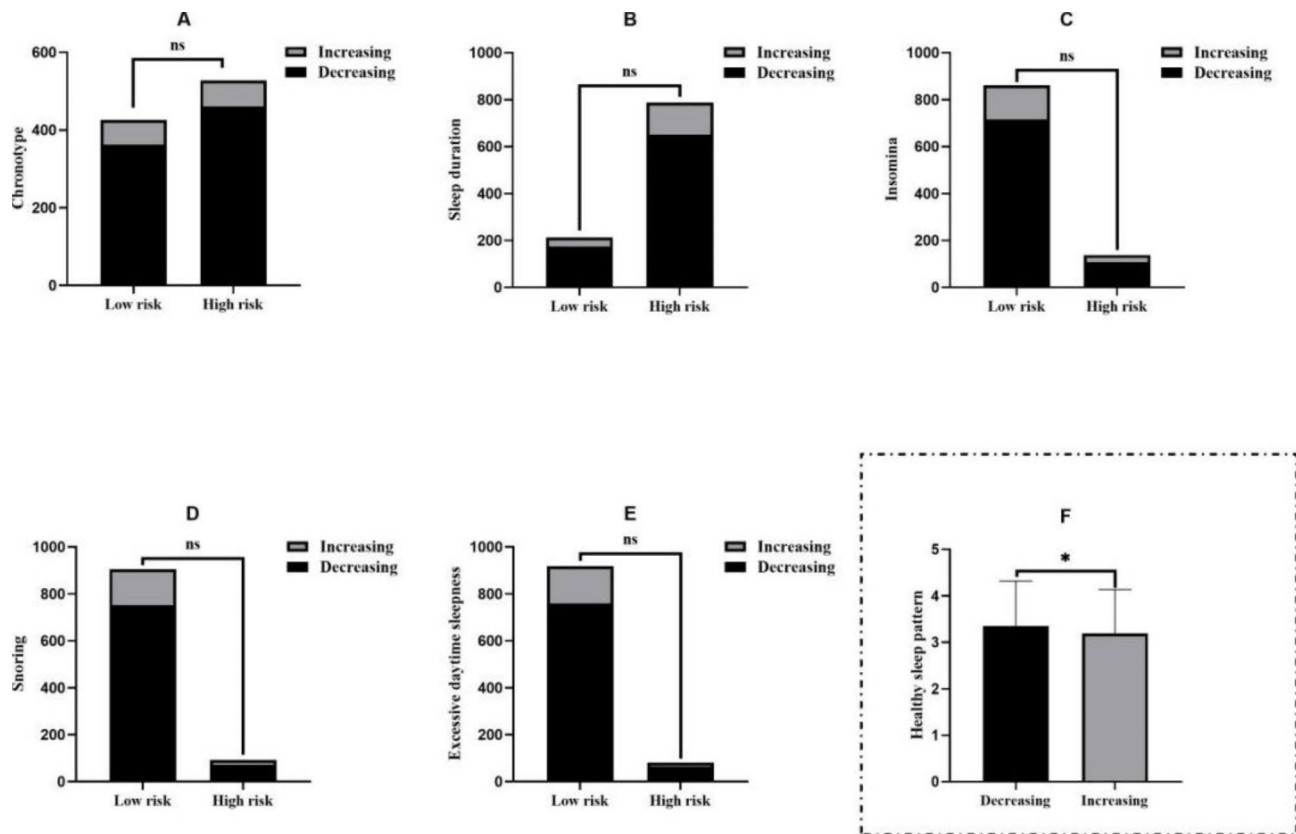 A
600
400
200
0
Chronotype
ns
Increasing
Decreasing
Low risk
High risk
B
1000
800
600
400
200
0
Sleep duration
ns
Increasing
Decreasing
Low risk
High risk
C
1000
800
600
400
200
0
Insomina
ns
Increasing
Decreasing
Low risk
High risk
D
1000
800
600
400
200
0
Snoring
ns
Increasing
Decreasing
Low risk
High risk
E
1000
800
600
400
200
0
Excessive daytime sleepness
ns
Increasing
Decreasing
Low risk
High risk
F
5
4
3
2
1
0
Healthy sleep pattern
*
Decreasing
Increasing